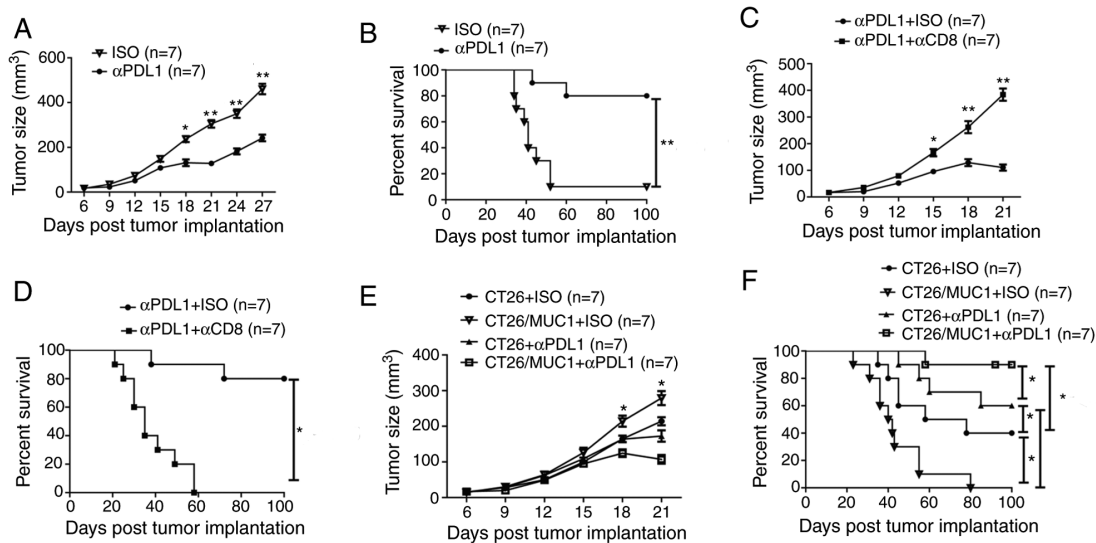 A
ISO (n=7)
αPDL1 (n=7)
Tumor size (mm³)
600
400
200
0
* ** ** **
6 9 12 15 18 21 24 27
Days post tumor implantation
B
ISO (n=7)
αPDL1 (n=7)
Percent survival
100
80
60
40
20
0
**
0 20 40 60 80 100
Days post tumor implantation
C
αPDL1+ISO (n=7)
αPDL1+αCD8 (n=7)
Tumor size (mm³)
500
400
300
200
100
0
* ** **
6 9 12 15 18 21
Days post tumor implantation
D
αPDL1+ISO (n=7)
αPDL1+αCD8 (n=7)
Percent survival
100
80
60
40
20
0
*
0 20 40 60 80 100
Days post tumor implantation
E
CT26+ISO (n=7)
CT26/MUC1+ISO (n=7)
CT26+αPDL1 (n=7)
CT26/MUC1+αPDL1 (n=7)
Tumor size (mm³)
400
300
200
100
0
* *
6 9 12 15 18 21
Days post tumor implantation
F
CT26+ISO (n=7)
CT26/MUC1+ISO (n=7)
CT26+αPDL1 (n=7)
CT26/MUC1+αPDL1 (n=7)
Percent survival
100
80
60
40
20
0
* *
*
*
0 20 40 60 80 100
Days post tumor implantation